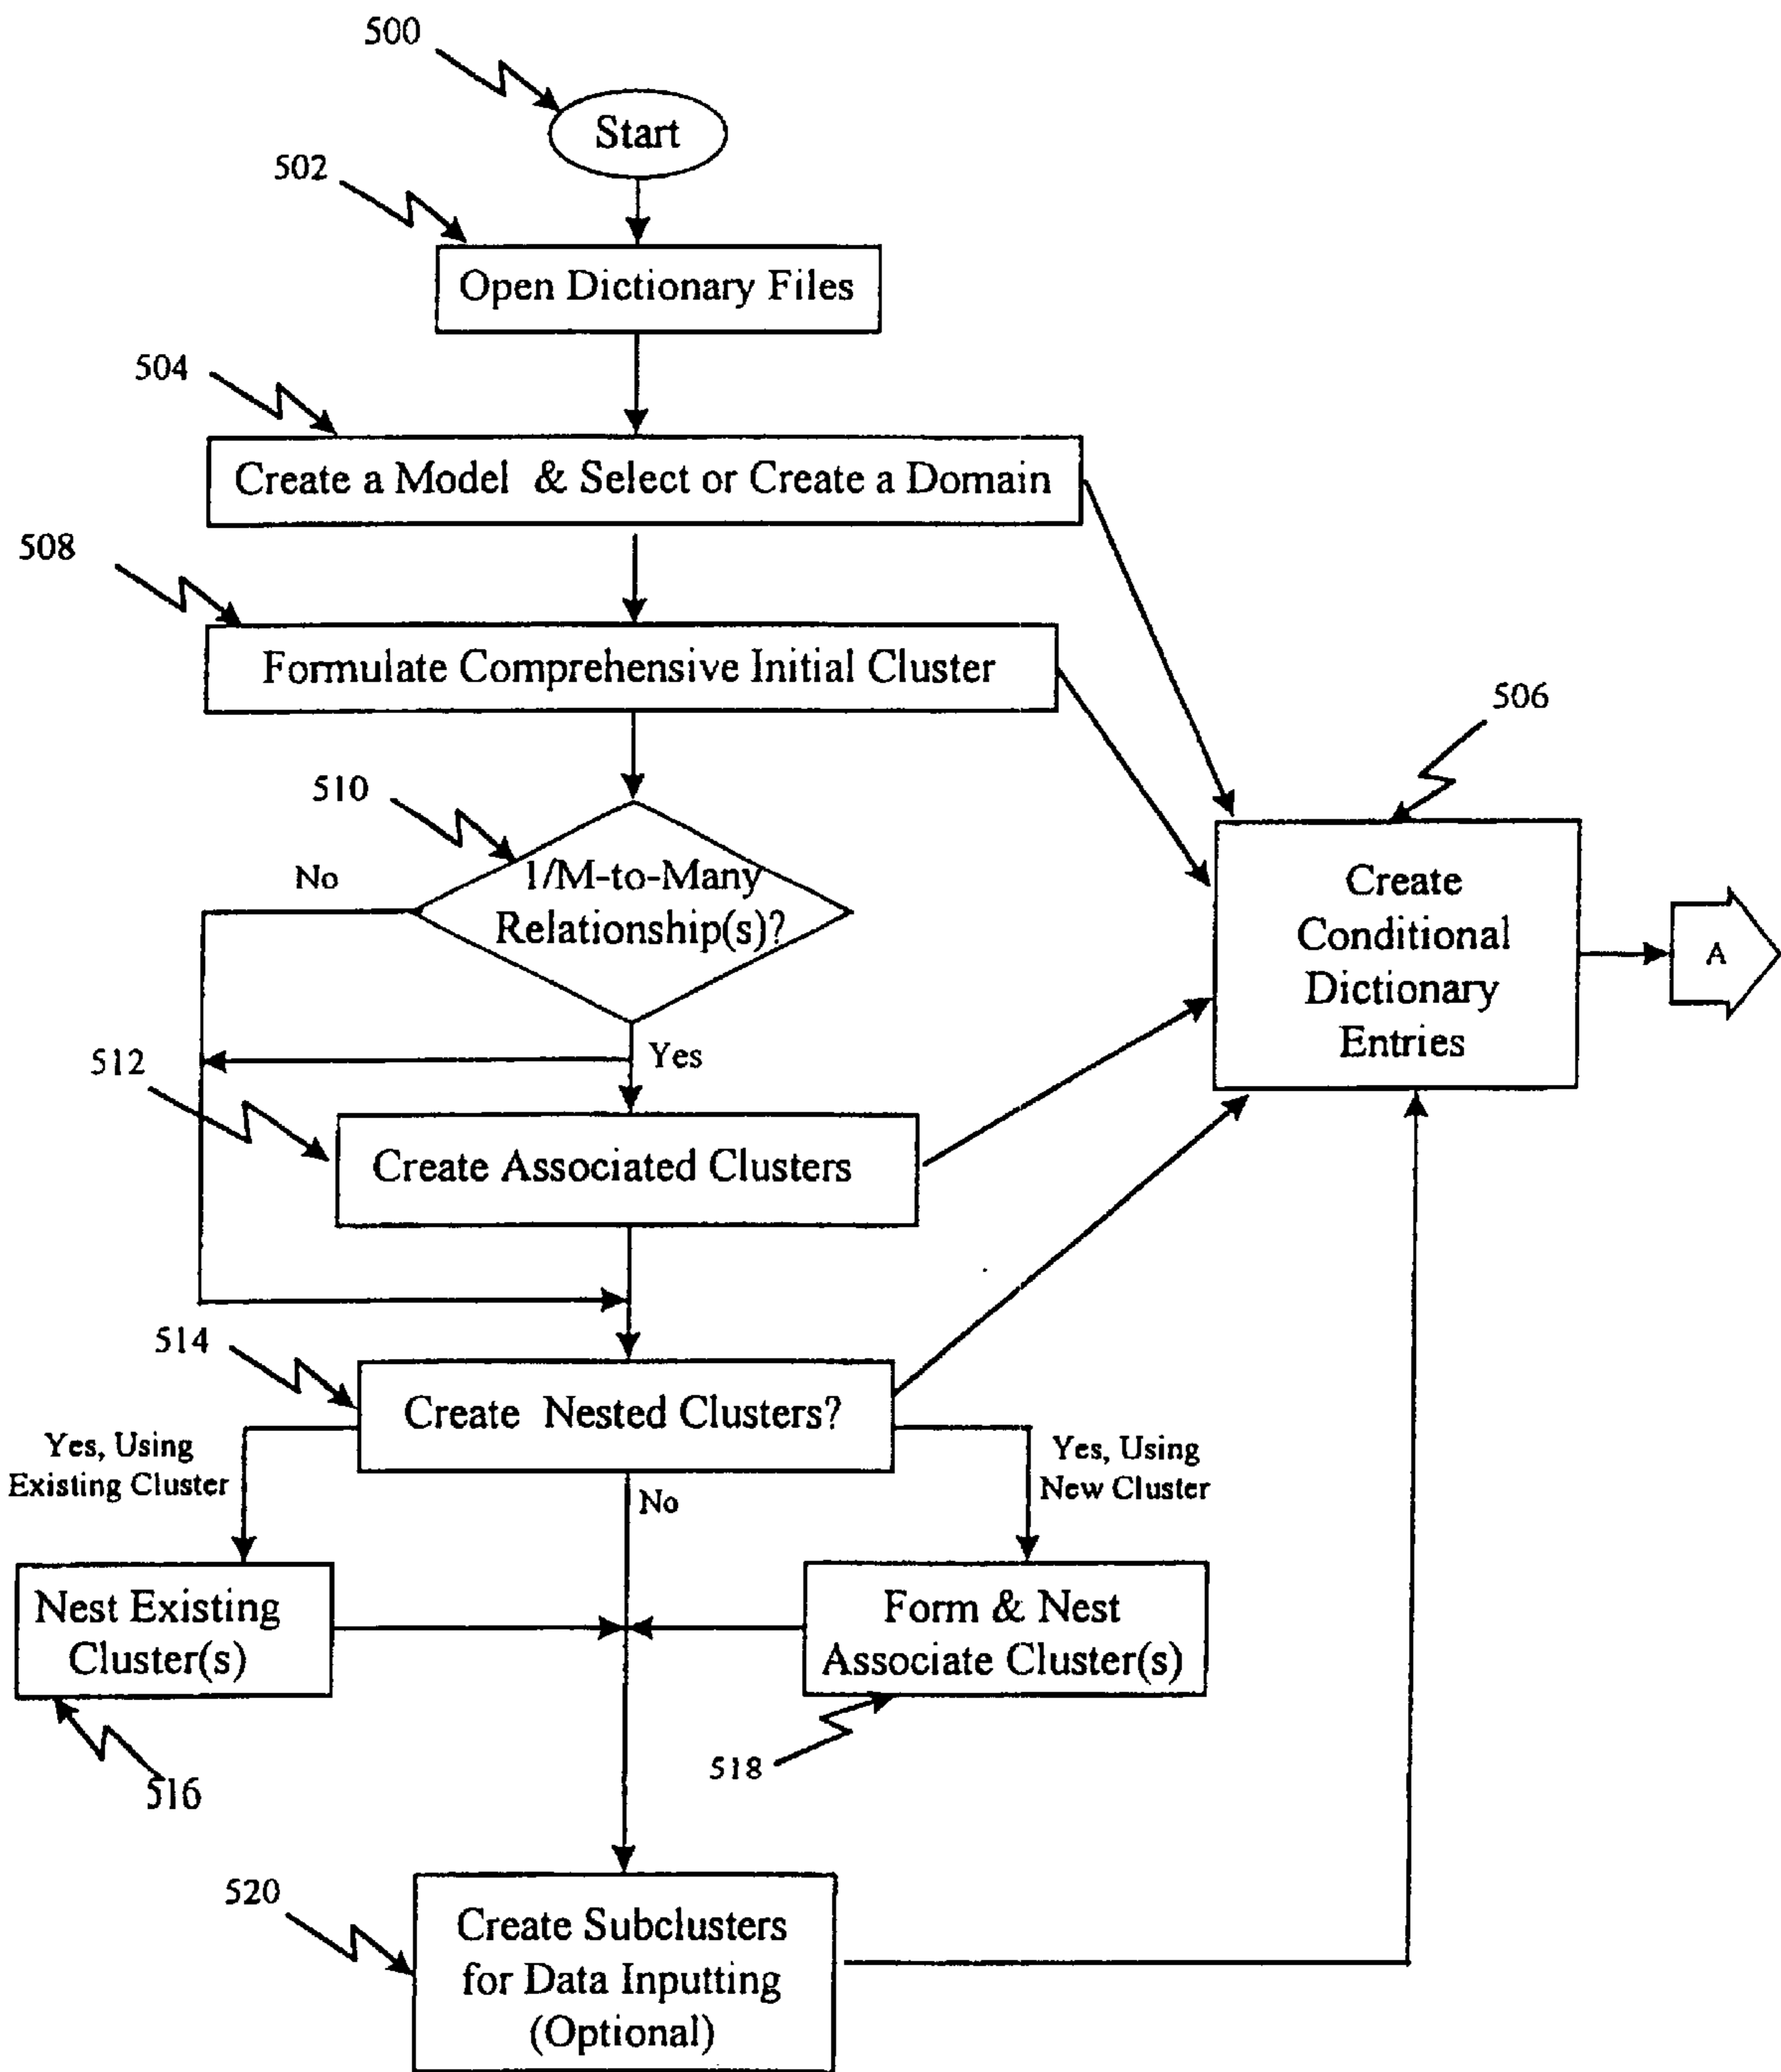 500
Start
502
Open Dictionary Files
504
Create a Model & Select or Create a Domain
508
Formulate Comprehensive Initial Cluster
506
510
No
1/M-to-Many
Relationship(s)?
Create
Conditional
Dictionary
Entries
A
Yes
512
Create Associated Clusters
514
Create Nested Clusters?
Yes, Using
Existing Cluster
No
Yes, Using
New Cluster
Nest Existing
Cluster(s)
Form & Nest
Associate Cluster(s)
516
518
520
Create Subclusters
for Data Inputting
(Optional)